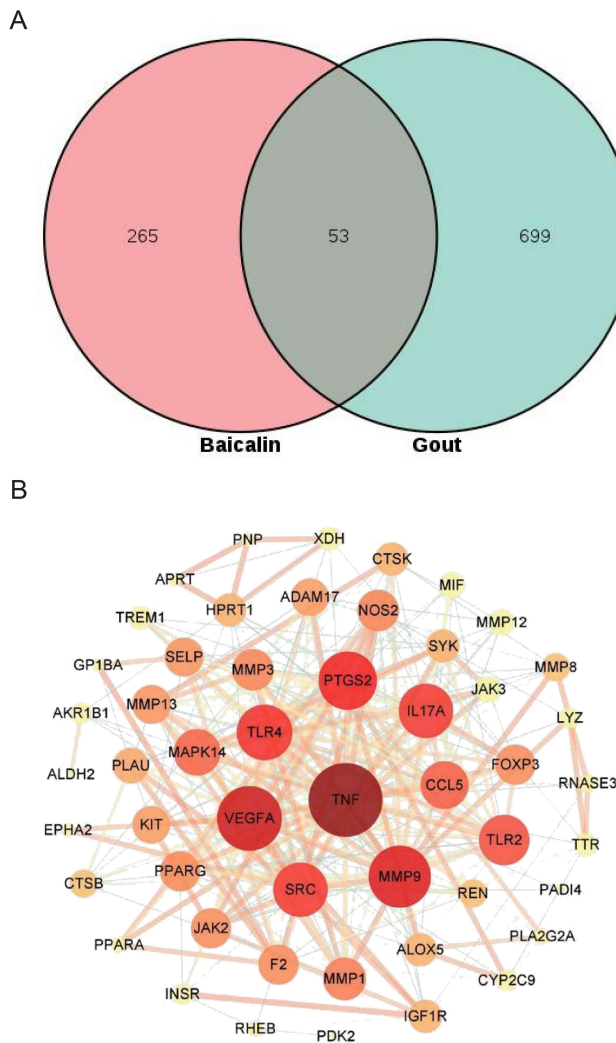 A
265
53
699
Baicalin
Gout
B
PNP
XDH
APRT
CTSK
MIF
HPRT1
ADAM17
NOS2
TREM1
MMP12
SYK
GP1BA
SELP
MMP3
PTGS2
MMP8
JAK3
AKR1B1
MMP13
IL17A
LYZ
TLR4
MAPK14
FOXP3
ALDH2
PLAU
CCL5
RNASE3
TNF
VEGFA
EPHA2
KIT
TLR2
TTR
CTSB
PPARG
SRC
MMP9
REN
PADI4
JAK2
PLA2G2A
PPARA
ALOX5
F2
MMP1
CYP2C9
INSR
IGF1R
RHEB
PDK2